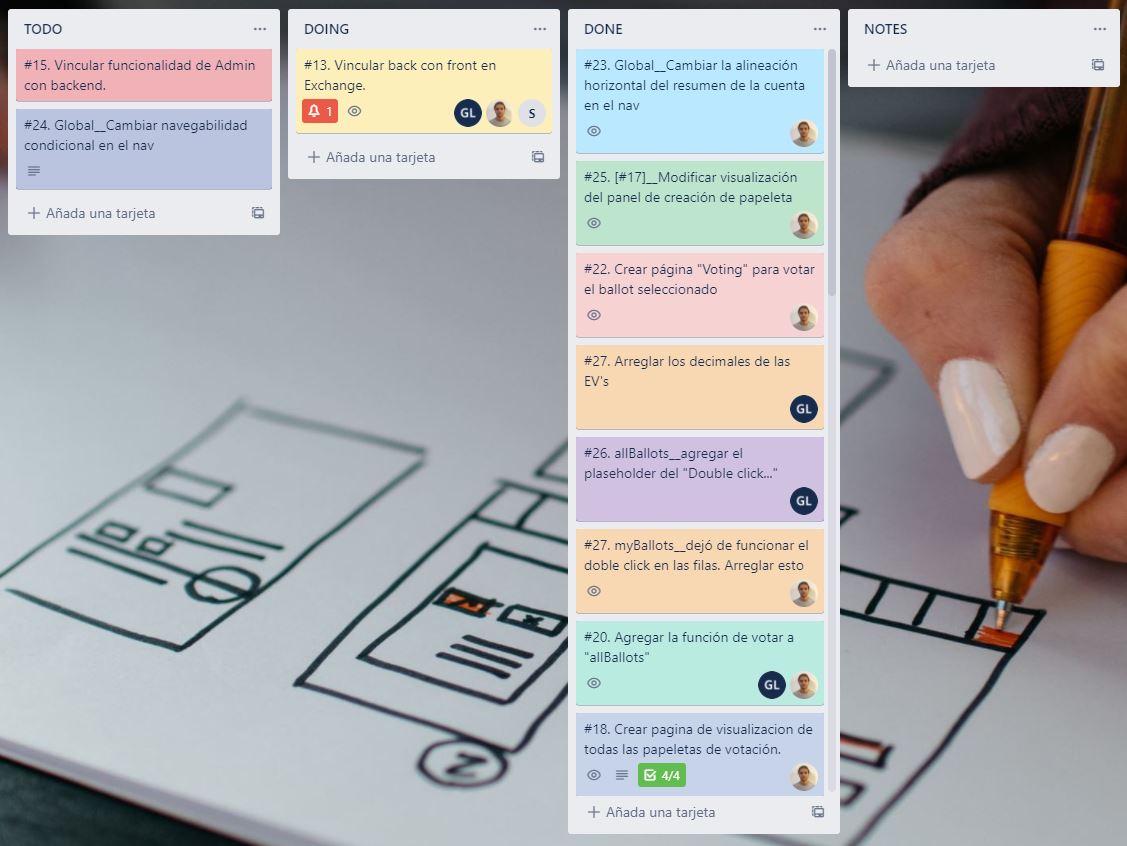 TODO
#15. Vincular funcionalidad de Admin
con backend.
#24. Global__Cambiar navegabilidad
condicional en el nav
Añada una tarjeta
DOING
#13. Vincular back con front en
Exchange.
1
GL
S
Añada una tarjeta
DONE
#23. Global__Cambiar la alineación
horizontal del resumen de la cuenta
en el nav
#25. [#17]__Modificar visualización
del panel de creación de papeleta
#22. Crear página "Voting" para votar
el ballot seleccionado
#27. Arreglar los decimales de las
EV's
GL
#26. allBallots__agregar el
plaseholder del "Double click..."
GL
#27. myBallots__dejó de funcionar el
doble click en las filas. Arreglar esto
#20. Agregar la función de votar a
"allBallots"
GL
#18. Crear pagina de visualizacion de
todas las papeletas de votación.
4/4
Añada una tarjeta
NOTES
Añada una tarjeta